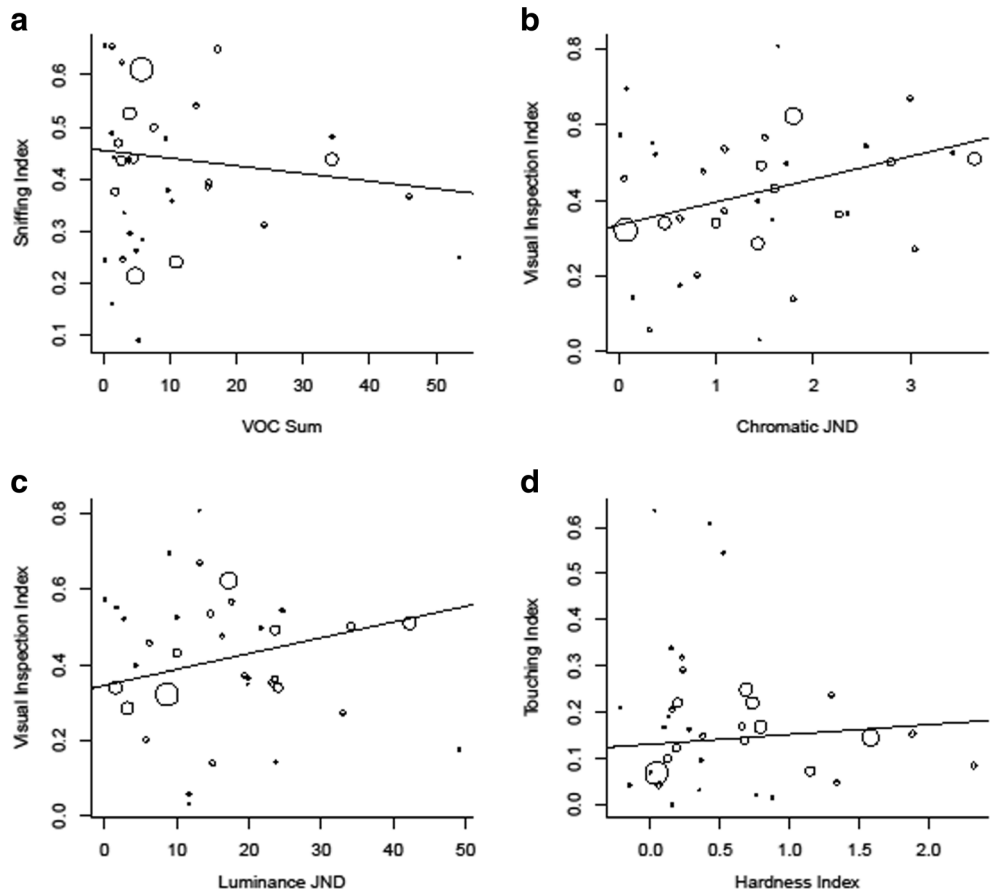 a
0.6
0.5
0.4
0.3
0.2
0.1
Sniffing Index
0 10 20 30 40 50
VOC Sum
b
0.8
0.6
0.4
0.2
0.0
Visual Inspection Index
0 1 2 3
Chromatic JND
c
0.8
0.6
0.4
0.2
0.0
Visual Inspection Index
0 10 20 30 40 50
Luminance JND
d
0.6
0.5
0.4
0.3
0.2
0.1
0.0
Touching Index
0.0 0.5 1.0 1.5 2.0
Hardness Index